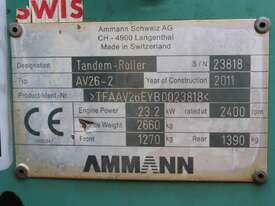 SWIS
Ammann Schweiz AG
CH - 4900 Langenthal
Made in Switzerland
Designation Tandem-Roller S/N 23818
Typ AV26-2 Year of Construction 2011
Product-Ident.-Nr. >TFAAV26EYB0023818<
Engine Power 23.2 kW rated at 2400 rpm
Engine Weight 2660 kg
Front 1270 kg Rear 1390 kg
CE
AMMANN